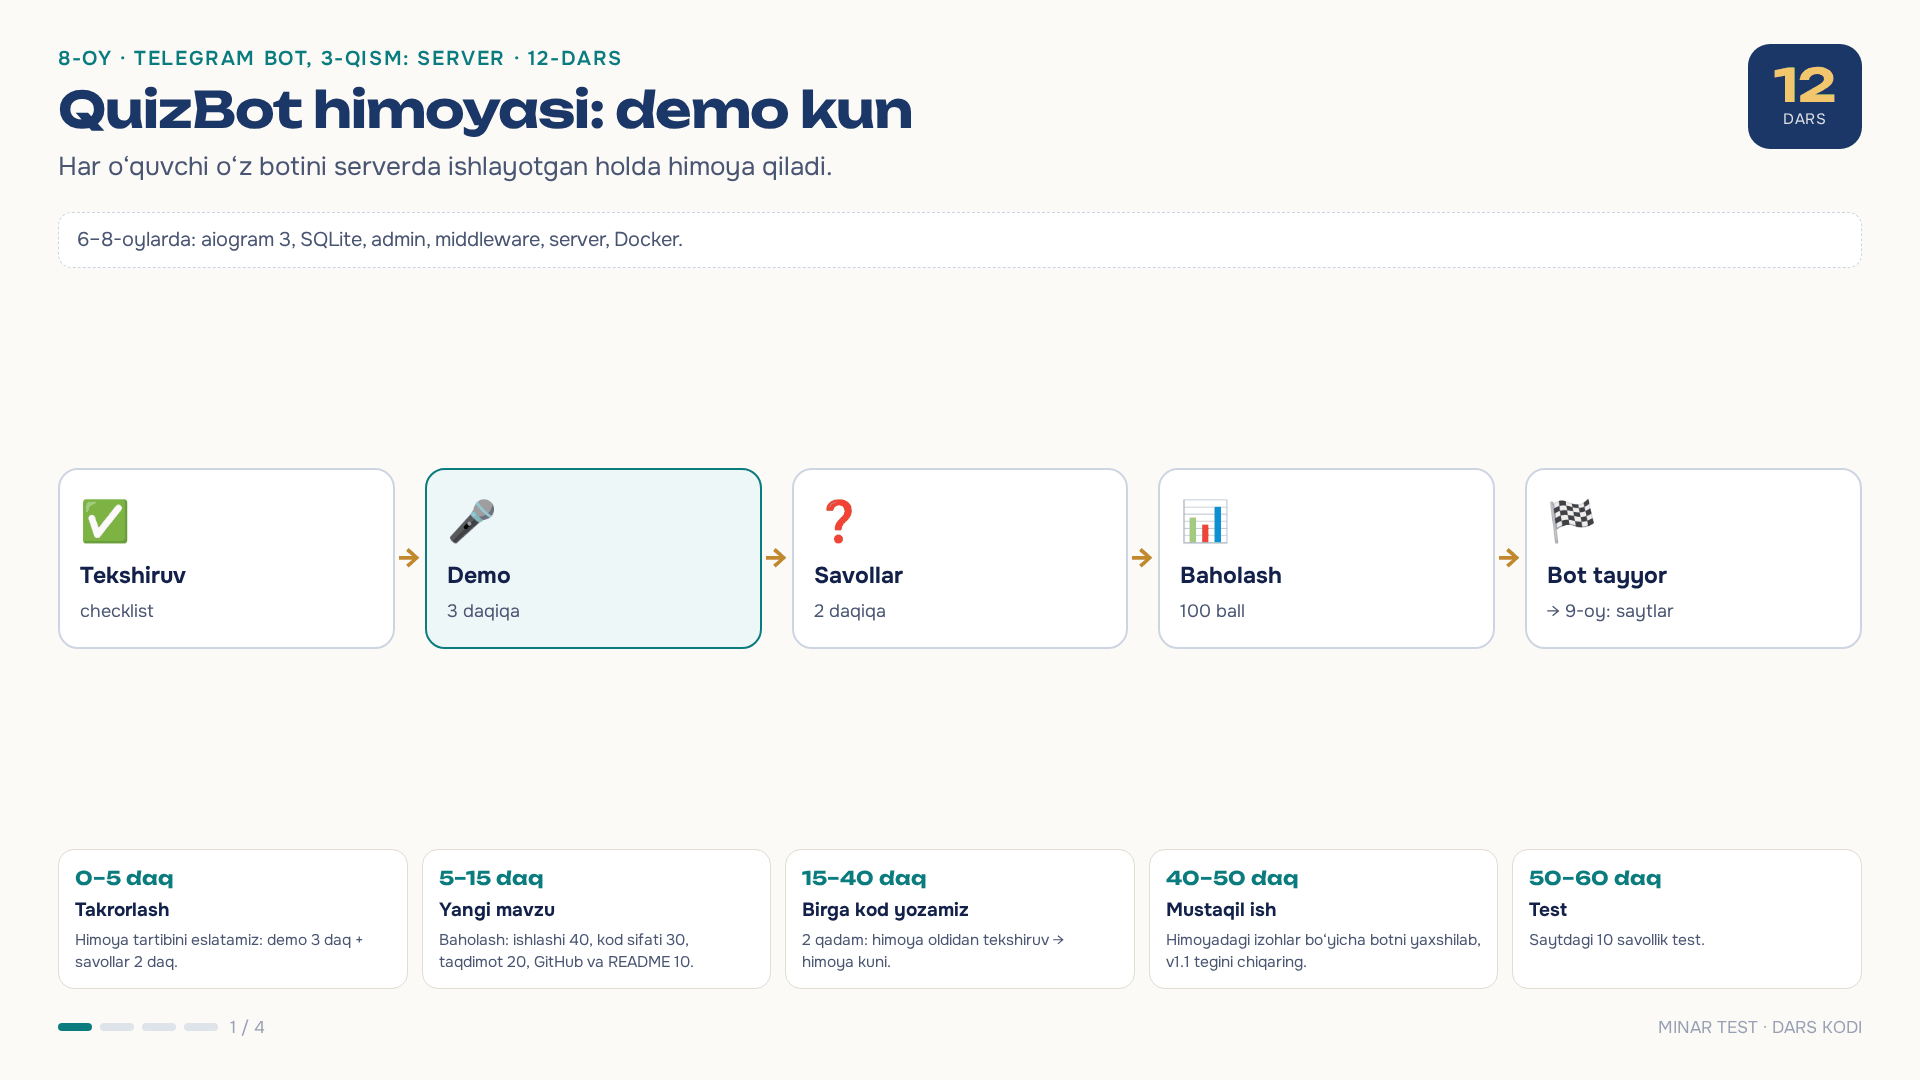 8-OY · TELEGRAM BOT, 3-QISM: SERVER · 12-DARS
QuizBot himoyasi: demo kun
Har o‘quvchi o‘z botini serverda ishlayotgan holda himoya qiladi.
12
DARS
6–8-oylarda: aiogram 3, SQLite, admin, middleware, server, Docker.
Tekshiruv
checklist
→
Demo
3 daqiqa
→
Savollar
2 daqiqa
→
Baholash
100 ball
→
Bot tayyor
→ 9-oy: saytlar
0–5 daq
Takrorlash
Himoya tartibini eslatamiz: demo 3 daq +
savollar 2 daq.
5–15 daq
Yangi mavzu
Baholash: ishlashi 40, kod sifati 30,
taqdimot 20, GitHub va README 10.
15–40 daq
Birga kod yozamiz
2 qadam: himoya oldidan tekshiruv →
himoya kuni.
40–50 daq
Mustaqil ish
Himoyadagi izohlar bo‘yicha botni yaxshilab,
v1.1 tegini chiqaring.
50–60 daq
Test
Saytdagi 10 savollik test.
1 / 4
MINAR TEST · DARS KODI